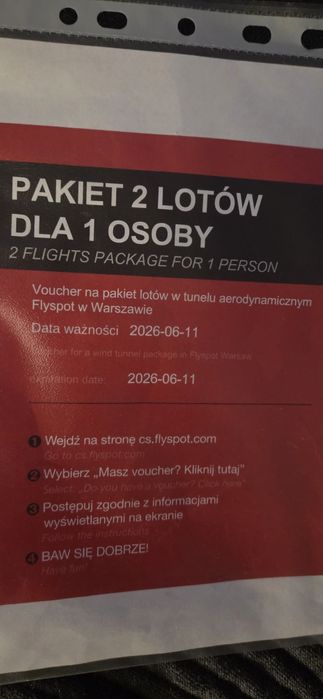 PAKIET 2 LOTÓW
DLA 1 OSOBY
2 FLIGHTS PACKAGE FOR 1 PERSON
Voucher na pakiet lotów w tunelu aerodynamicznym
Flyspot w Warszawie
Data ważności 2026-06-11
Voucher for a wind tunnel package in Flyspot Warsaw
expiration date: 2026-06-11
1 Wejdź na stronę cs.flyspot.com
Go to cs.flyspot.com
2 Wybierz „Masz voucher? Kliknij tutaj"
Select: „Do you have a voucher? Click here"
3 Postępuj zgodnie z informacjami
wyświetlanymi na ekranie
Follow the instructions
4 BAW SIĘ DOBRZE!
Have fun!